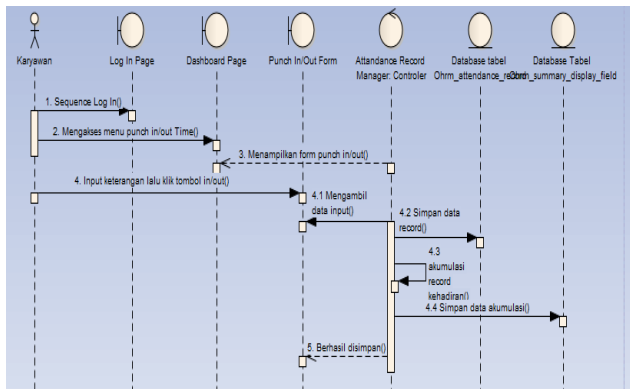 Karyawan
Log In Page
Dashboard Page
Punch In/Out Form
Attandance Record
Manager: Controler
Database tabel
Database Tabel
1. Sequence Log In()
2. Mengakses menu punch in/out Time()
3. Menampilkan form punch in/out()
4. Input keterangan lalu klik tombol in/out()
4.1 Mengambil
data input()
4.2 Simpan data
record()
4.3
akumulasi
record
kehadiran()
4.4 Simpan data akumulasi()
5. Berhasil disimpan()